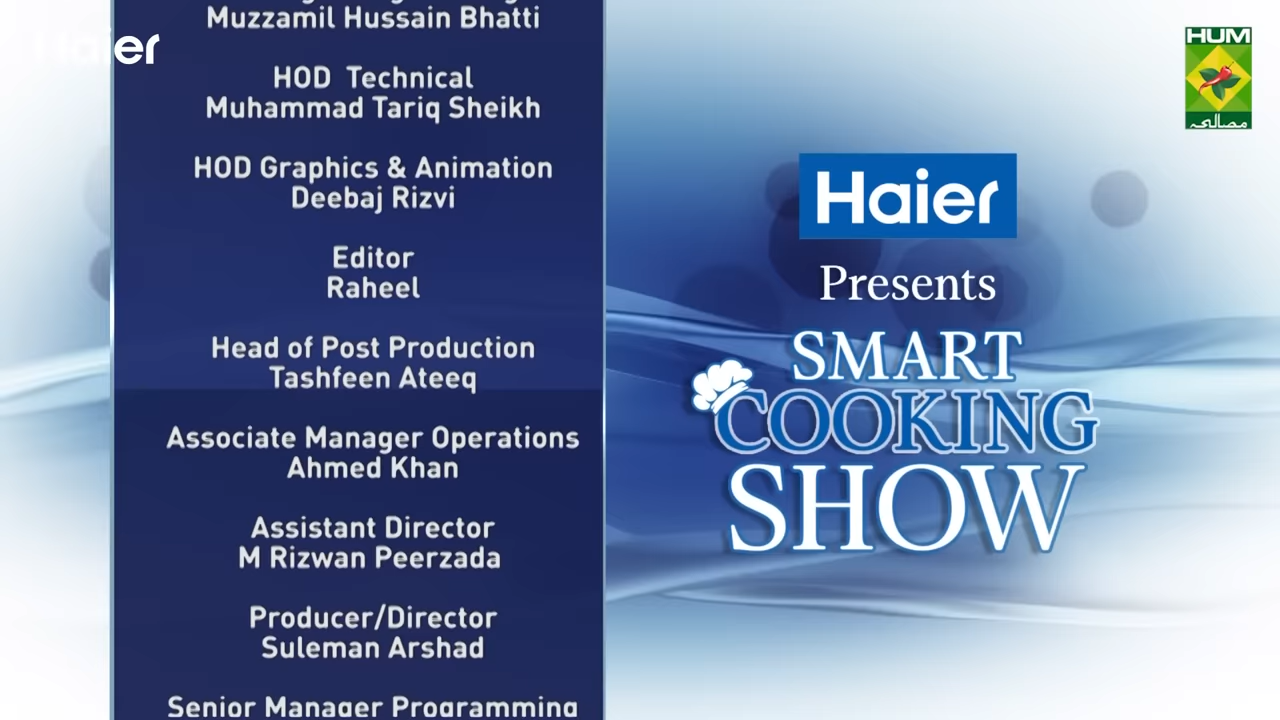 Muzzamil Hussain Bhatti
HOD Technical
Muhammad Tariq Sheikh
HOD Graphics & Animation
Deebaj Rizvi
Editor
Raheel
Head of Post Production
Tashfeen Ateeq
Associate Manager Operations
Ahmed Khan
Assistant Director
M Rizwan Peerzada
Producer/Director
Suleman Arshad
Senior Manager Programming
Haier
HUM
مصالحہ
Haier
Presents
SMART
COOKING
SHOW